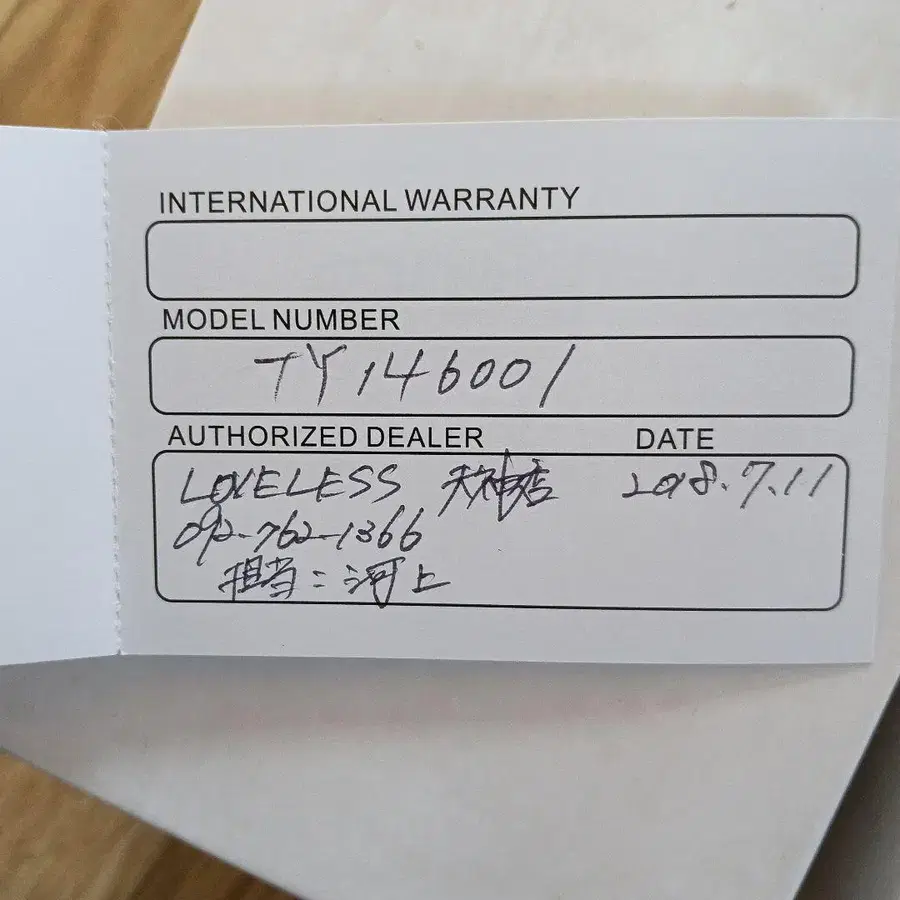 INTERNATIONAL WARRANTY
MODEL NUMBER
TY146001
AUTHORIZED DEALER DATE
LOVELESS 天神店 2018.7.11
092-762-1366
担当:河上